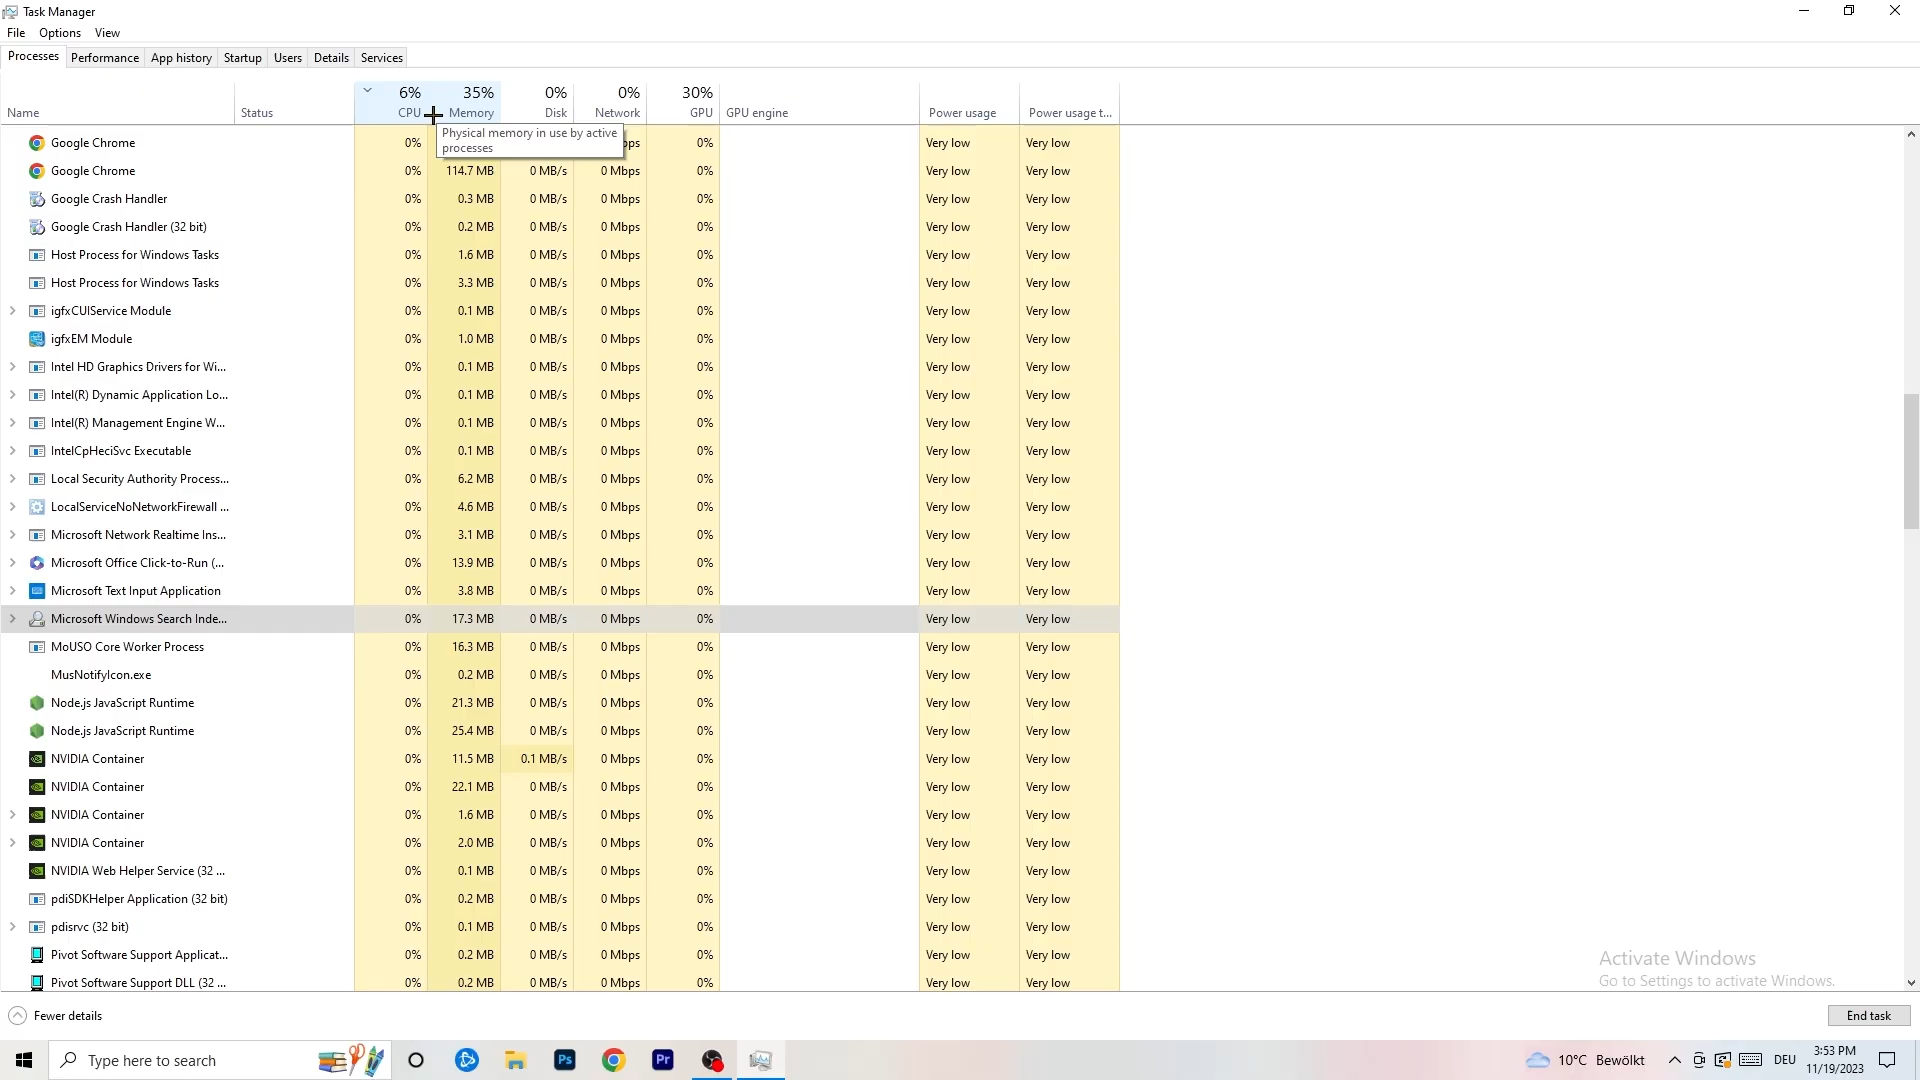 Task Manager
File Options View
Processes Performance App history Startup Users Details Services
6% 35% 0% 0% 30%
Name Status CPU Memory Disk Network GPU GPU engine Power usage Power usage t...
Physical memory in use by active
processes
Google Chrome 0% bps 0% Very low Very low
Google Chrome 0% 114.7 MB 0 MB/s 0 Mbps 0% Very low Very low
Google Crash Handler 0% 0.3 MB 0 MB/s 0 Mbps 0% Very low Very low
Google Crash Handler (32 bit) 0% 0.2 MB 0 MB/s 0 Mbps 0% Very low Very low
Host Process for Windows Tasks 0% 1.6 MB 0 MB/s 0 Mbps 0% Very low Very low
Host Process for Windows Tasks 0% 3.3 MB 0 MB/s 0 Mbps 0% Very low Very low
igfxCUIService Module 0% 0.1 MB 0 MB/s 0 Mbps 0% Very low Very low
igfxEM Module 0% 1.0 MB 0 MB/s 0 Mbps 0% Very low Very low
Intel HD Graphics Drivers for Wi... 0% 0.1 MB 0 MB/s 0 Mbps 0% Very low Very low
Intel(R) Dynamic Application Lo... 0% 0.1 MB 0 MB/s 0 Mbps 0% Very low Very low
Intel(R) Management Engine W... 0% 0.1 MB 0 MB/s 0 Mbps 0% Very low Very low
IntelCpHeciSvc Executable 0% 0.1 MB 0 MB/s 0 Mbps 0% Very low Very low
Local Security Authority Process... 0% 6.2 MB 0 MB/s 0 Mbps 0% Very low Very low
LocalServiceNoNetworkFirewall ... 0% 4.6 MB 0 MB/s 0 Mbps 0% Very low Very low
Microsoft Network Realtime Ins... 0% 3.1 MB 0 MB/s 0 Mbps 0% Very low Very low
Microsoft Office Click-to-Run (... 0% 13.9 MB 0 MB/s 0 Mbps 0% Very low Very low
Microsoft Text Input Application 0% 3.8 MB 0 MB/s 0 Mbps 0% Very low Very low
Microsoft Windows Search Inde... 0% 17.3 MB 0 MB/s 0 Mbps 0% Very low Very low
MoUSO Core Worker Process 0% 16.3 MB 0 MB/s 0 Mbps 0% Very low Very low
MusNotifyIcon.exe 0% 0.2 MB 0 MB/s 0 Mbps 0% Very low Very low
Node.js JavaScript Runtime 0% 21.3 MB 0 MB/s 0 Mbps 0% Very low Very low
Node.js JavaScript Runtime 0% 25.4 MB 0 MB/s 0 Mbps 0% Very low Very low
NVIDIA Container 0% 11.5 MB 0.1 MB/s 0 Mbps 0% Very low Very low
NVIDIA Container 0% 22.1 MB 0 MB/s 0 Mbps 0% Very low Very low
NVIDIA Container 0% 1.6 MB 0 MB/s 0 Mbps 0% Very low Very low
NVIDIA Container 0% 2.0 MB 0 MB/s 0 Mbps 0% Very low Very low
NVIDIA Web Helper Service (32 ... 0% 0.1 MB 0 MB/s 0 Mbps 0% Very low Very low
pdiSDKHelper Application (32 bit) 0% 0.2 MB 0 MB/s 0 Mbps 0% Very low Very low
pdisrvc (32 bit) 0% 0.1 MB 0 MB/s 0 Mbps 0% Very low Very low
Pivot Software Support Applicat... 0% 0.2 MB 0 MB/s 0 Mbps 0% Very low Very low
Pivot Software Support DLL (32 ... 0% 0.2 MB 0 MB/s 0 Mbps 0% Very low Very low
Activate Windows
Go to Settings to activate Windows.
Fewer details End task
Type here to search Ps Pr 10°C Bewölkt DEU 3:53 PM
11/19/2023